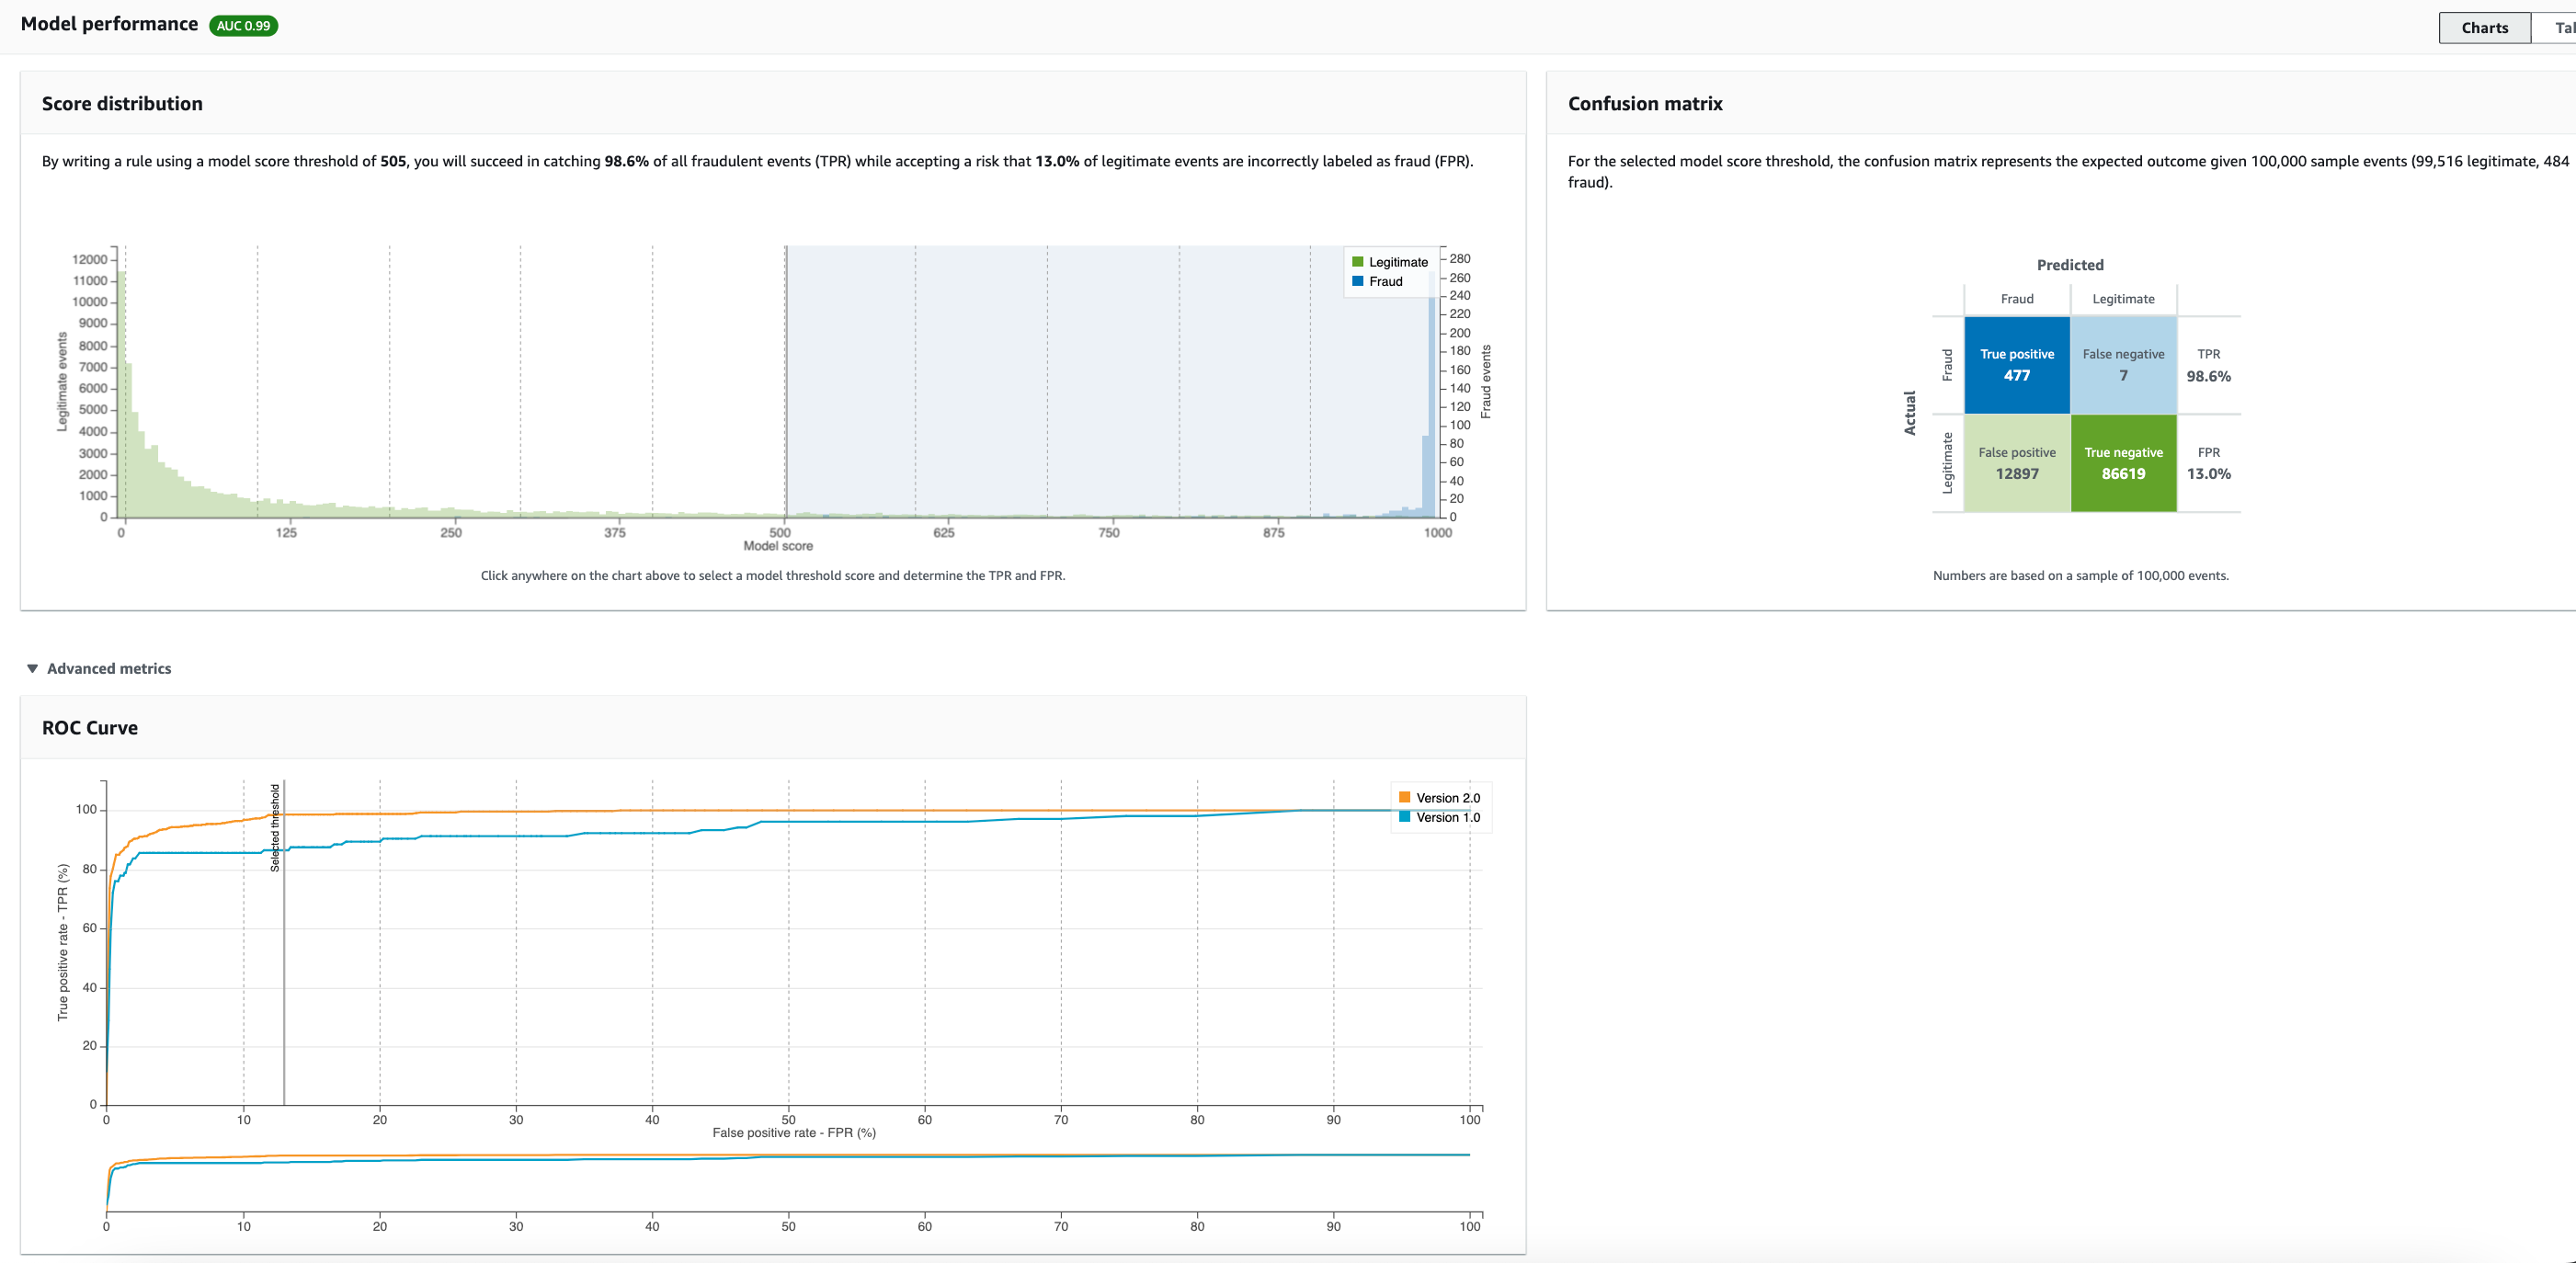 Model performance AUC 0.99
Charts
Score distribution
By writing a rule using a model score threshold of 505, you will succeed in catching 98.6% of all fraudulent events (TPR) while accepting a risk that 13.0% of legitimate events are incorrectly labeled as fraud (FPR).
12000
11000
10000
9000
8000
7000
6000
5000
4000
3000
2000
1000
0
Legitimate events
Legitimate
Fraud
280
260
240
220
200
180
160
140
120
100
80
60
40
20
0
Fraud events
0 125 250 375 500 625 750 875 1000
Model score
Click anywhere on the chart above to select a model threshold score and determine the TPR and FPR.
Confusion matrix
For the selected model score threshold, the confusion matrix represents the expected outcome given 100,000 sample events (99,516 legitimate, 484
fraud).
Predicted
Fraud Legitimate
Actual
Fraud
True positive False negative TPR
477 7 98.6%
Legitimate
False positive True negative FPR
12897 86619 13.0%
Numbers are based on a sample of 100,000 events.
▼ Advanced metrics
ROC Curve
100
80
60
40
20
0
True positive rate - TPR (%)
Selected threshold
Version 2.0
Version 1.0
0 10 20 30 40 50 60 70 80 90 100
False positive rate - FPR (%)
0 10 20 30 40 50 60 70 80 90 100